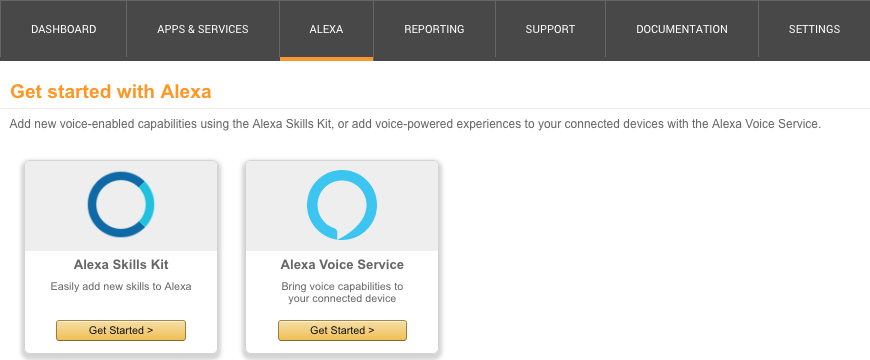 DASHBOARD
APPS & SERVICES
ALEXA
REPORTING
SUPPORT
DOCUMENTATION
SETTINGS
Get started with Alexa
Add new voice-enabled capabilities using the Alexa Skills Kit, or add voice-powered experiences to your connected devices with the Alexa Voice Service.
Alexa Skills Kit
Easily add new skills to Alexa
Get Started >
Alexa Voice Service
Bring voice capabilities to
your connected device
Get Started >